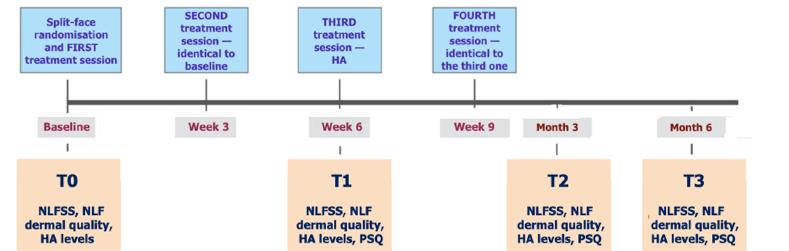 Split-face
randomisation
and FIRST
treatment session
SECOND
treatment
session —
identical to
baseline
THIRD
treatment
session —
HA
FOURTH
treatment
session —
identical to
the third one
Baseline
Week 3
Week 6
Week 9
Month 3
Month 6
T0
NLFSS, NLF
dermal quality,
HA levels
T1
NLFSS, NLF
dermal quality,
HA levels, PSQ
T2
NLFSS, NLF
dermal quality,
HA levels, PSQ
T3
NLFSS, NLF
dermal quality,
HA levels, PSQ